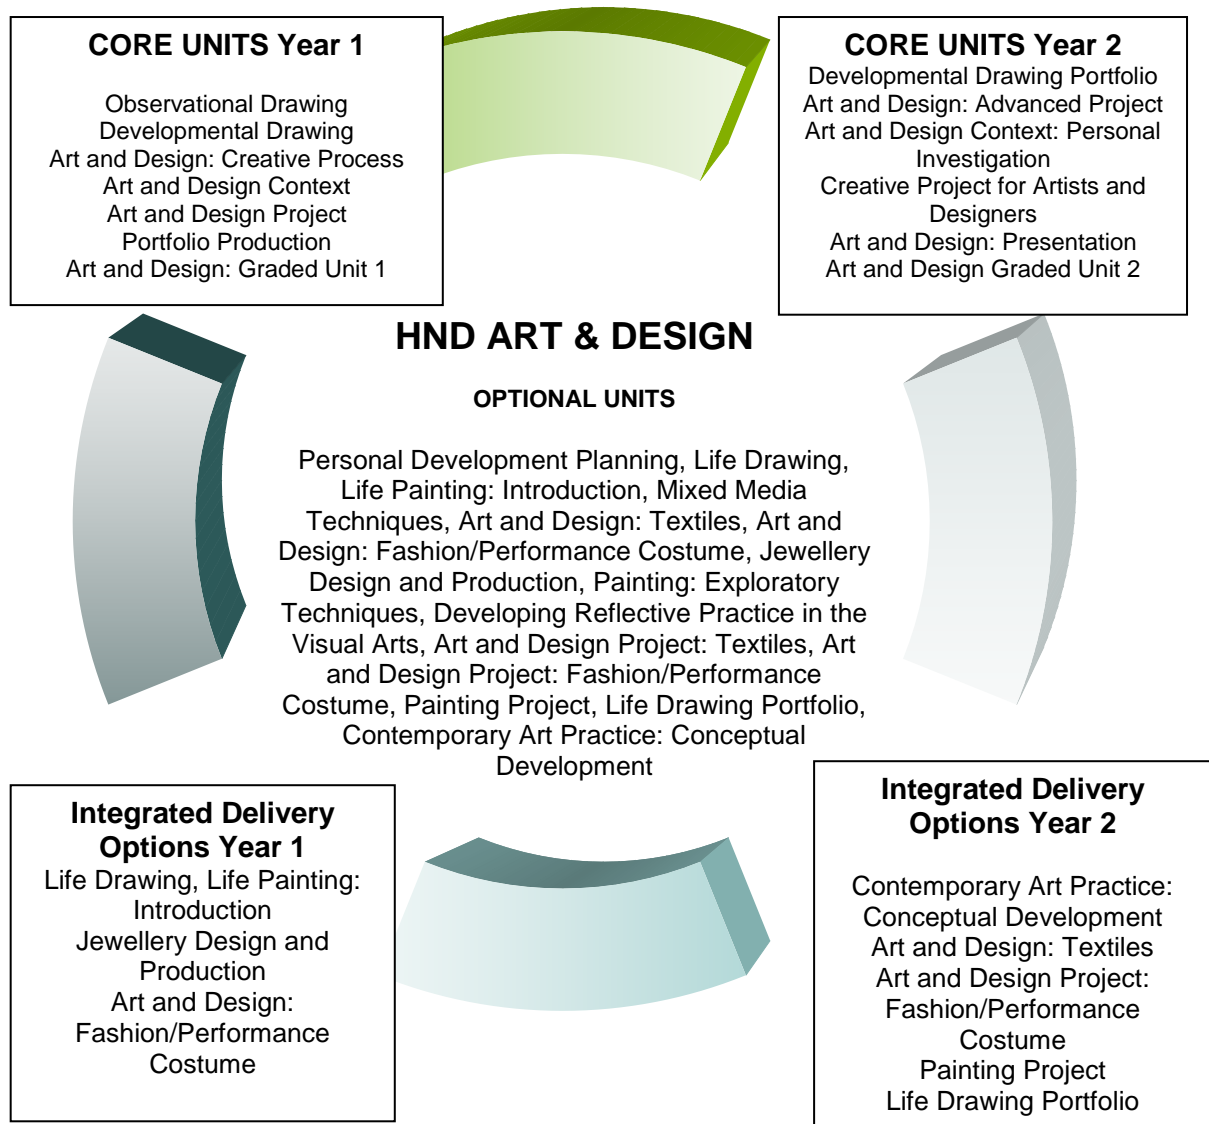 CORE UNITS Year 1
Observational Drawing
Developmental Drawing
Art and Design: Creative Process
Art and Design Context
Art and Design Project
Portfolio Production
Art and Design: Graded Unit 1
CORE UNITS Year 2
Developmental Drawing Portfolio
Art and Design: Advanced Project
Art and Design Context: Personal
Investigation
Creative Project for Artists and
Designers
Art and Design: Presentation
Art and Design Graded Unit 2
HND ART & DESIGN
OPTIONAL UNITS
Personal Development Planning, Life Drawing,
Life Painting: Introduction, Mixed Media
Techniques, Art and Design: Textiles, Art and
Design: Fashion/Performance Costume, Jewellery
Design and Production, Painting: Exploratory
Techniques, Developing Reflective Practice in the
Visual Arts, Art and Design Project: Textiles, Art
and Design Project: Fashion/Performance
Costume, Painting Project, Life Drawing Portfolio,
Contemporary Art Practice: Conceptual
Development
Integrated Delivery
Options Year 1
Life Drawing, Life Painting:
Introduction
Jewellery Design and
Production
Art and Design:
Fashion/Performance
Costume
Integrated Delivery
Options Year 2
Contemporary Art Practice:
Conceptual Development
Art and Design: Textiles
Art and Design Project:
Fashion/Performance
Costume
Painting Project
Life Drawing Portfolio